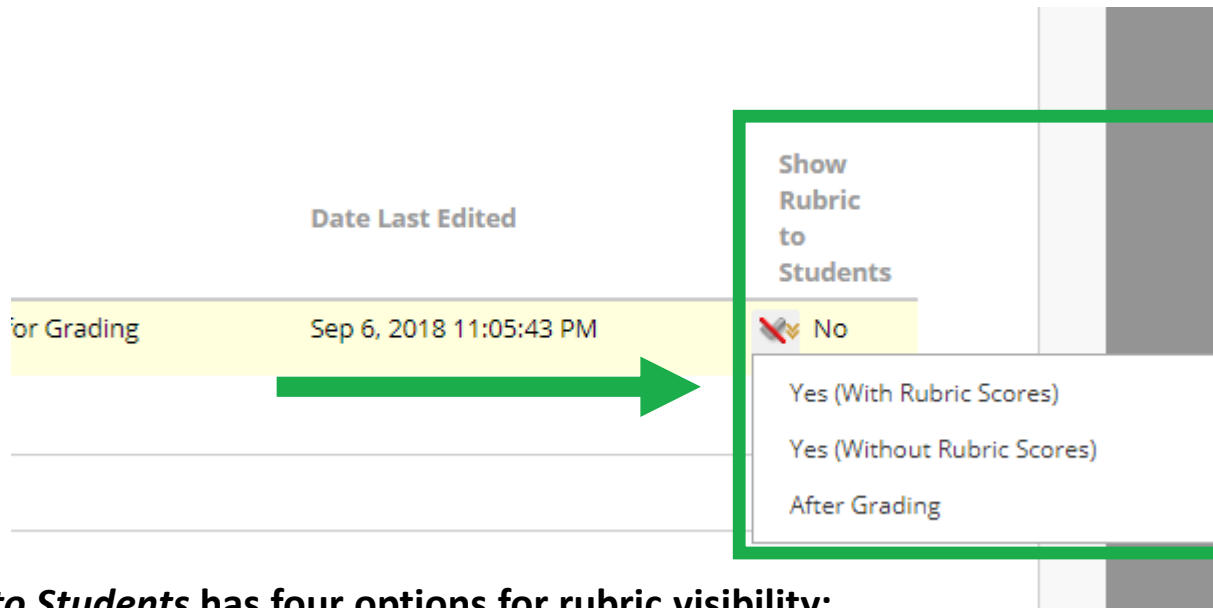 Show
Rubric
to
Students
Date Last Edited
for Grading Sep 6, 2018 11:05:43 PM No
Yes (With Rubric Scores)
Yes (Without Rubric Scores)
After Grading
to Students has four options for rubric visibility: